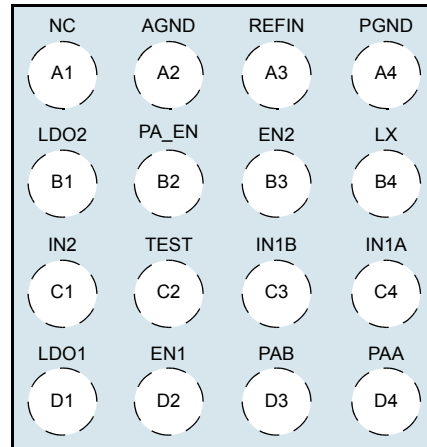 NC AGND REFIN PGND
A1 A2 A3 A4
LDO2 PA_EN EN2 LX
B1 B2 B3 B4
IN2 TEST IN1B IN1A
C1 C2 C3 C4
LDO1 EN1 PAB PAA
D1 D2 D3 D4